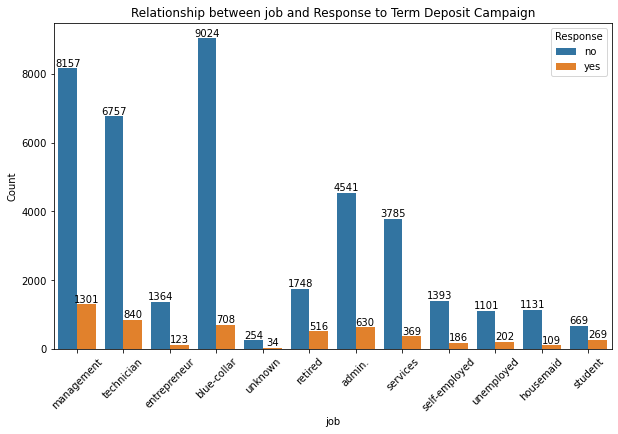 Relationship between job and Response to Term Deposit Campaign
Response
no
yes
Count
8000
6000
4000
2000
0
8157
1301
6757
840
1364
123
9024
708
254
34
1748
516
4541
630
3785
369
1393
186
1101
202
1131
109
669
269
management
technician
entrepreneur
blue-collar
unknown
retired
admin.
services
self-employed
unemployed
housemaid
student
job